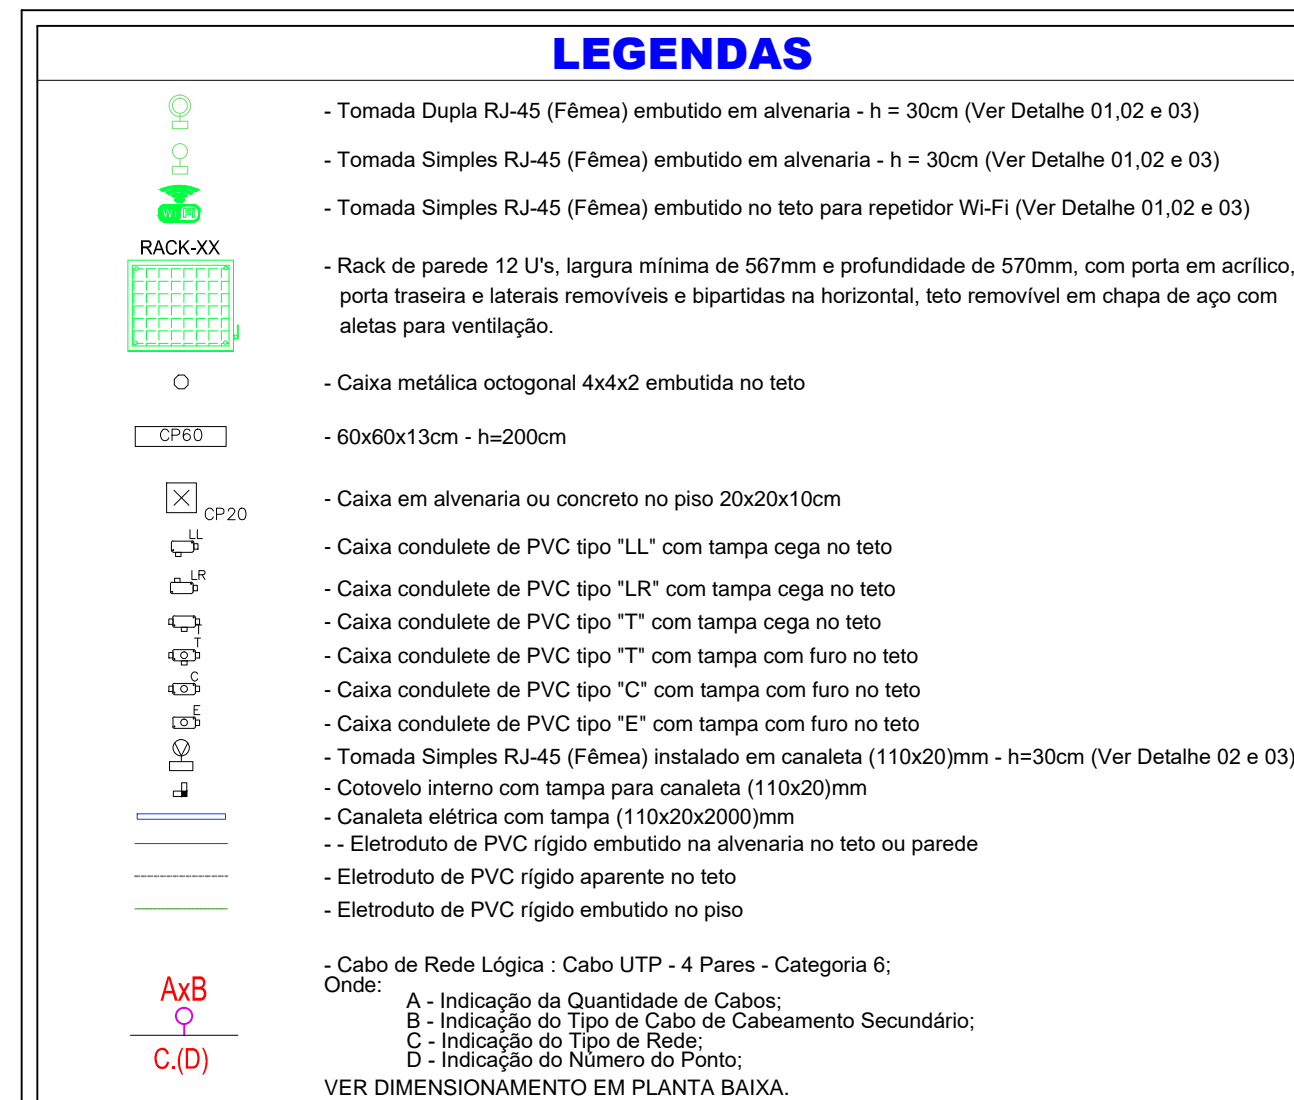 LEGENDAS
- Tomada Dupla RJ-45 (Fêmea) embutido em alvenaria - h = 30cm (Ver Detalhe 01,02 e 03)
- Tomada Simples RJ-45 (Fêmea) embutido em alvenaria - h = 30cm (Ver Detalhe 01,02 e 03)
Wi Fi
- Tomada Simples RJ-45 (Fêmea) embutido no teto para repetidor Wi-Fi (Ver Detalhe 01,02 e 03)
RACK-XX
- Rack de parede 12 U's, largura mínima de 567mm e profundidade de 570mm, com porta em acrílico,
porta traseira e laterais removíveis e bipartidas na horizontal, teto removível em chapa de aço com
aletas para ventilação.
- Caixa metálica octogonal 4x4x2 embutida no teto
CP60
- 60x60x13cm - h=200cm
CP20
- Caixa em alvenaria ou concreto no piso 20x20x10cm
LL
- Caixa condulete de PVC tipo "LL" com tampa cega no teto
LR
- Caixa condulete de PVC tipo "LR" com tampa cega no teto
T
- Caixa condulete de PVC tipo "T" com tampa cega no teto
T
- Caixa condulete de PVC tipo "T" com tampa com furo no teto
C
- Caixa condulete de PVC tipo "C" com tampa com furo no teto
E
- Caixa condulete de PVC tipo "E" com tampa com furo no teto
- Tomada Simples RJ-45 (Fêmea) instalado em canaleta (110x20)mm - h=30cm (Ver Detalhe 02 e 03)
- Cotovelo interno com tampa para canaleta (110x20)mm
- Canaleta elétrica com tampa (110x20x2000)mm
- - Eletroduto de PVC rígido embutido na alvenaria no teto ou parede
- Eletroduto de PVC rígido aparente no teto
- Eletroduto de PVC rígido embutido no piso
AxB
C.(D)
- Cabo de Rede Lógica : Cabo UTP - 4 Pares - Categoria 6;
Onde:
A - Indicação da Quantidade de Cabos;
B - Indicação do Tipo de Cabo de Cabeamento Secundário;
C - Indicação do Tipo de Rede;
D - Indicação do Número do Ponto;
VER DIMENSIONAMENTO EM PLANTA BAIXA.